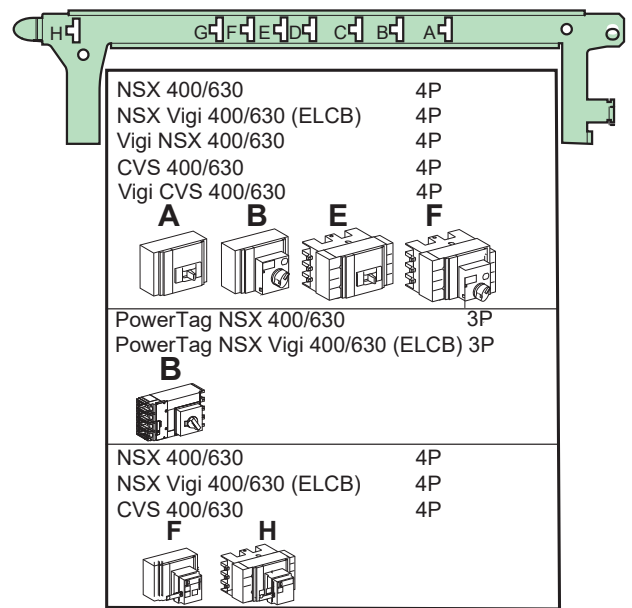 H G F E D C B A
NSX 400/630 4P
NSX Vigi 400/630 (ELCB) 4P
Vigi NSX 400/630 4P
CVS 400/630 4P
Vigi CVS 400/630 4P
A B E F
PowerTag NSX 400/630 3P
PowerTag NSX Vigi 400/630 (ELCB) 3P
B
NSX 400/630 4P
NSX Vigi 400/630 (ELCB) 4P
CVS 400/630 4P
F H